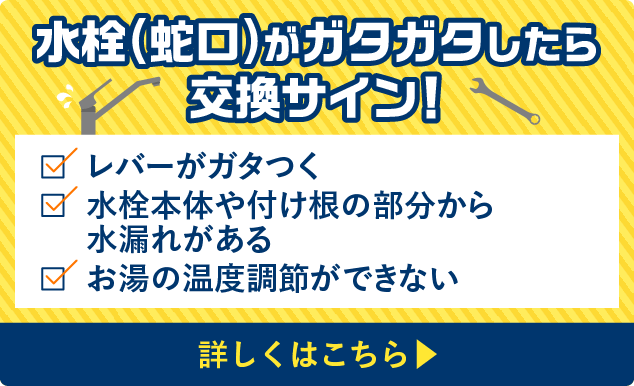 水栓(蛇口)がガタガタしたら
交換サイン!
レバーがガタつく
水栓本体や付け根の部分から
水漏れがある
お湯の温度調節ができない
詳しくはこちら▶